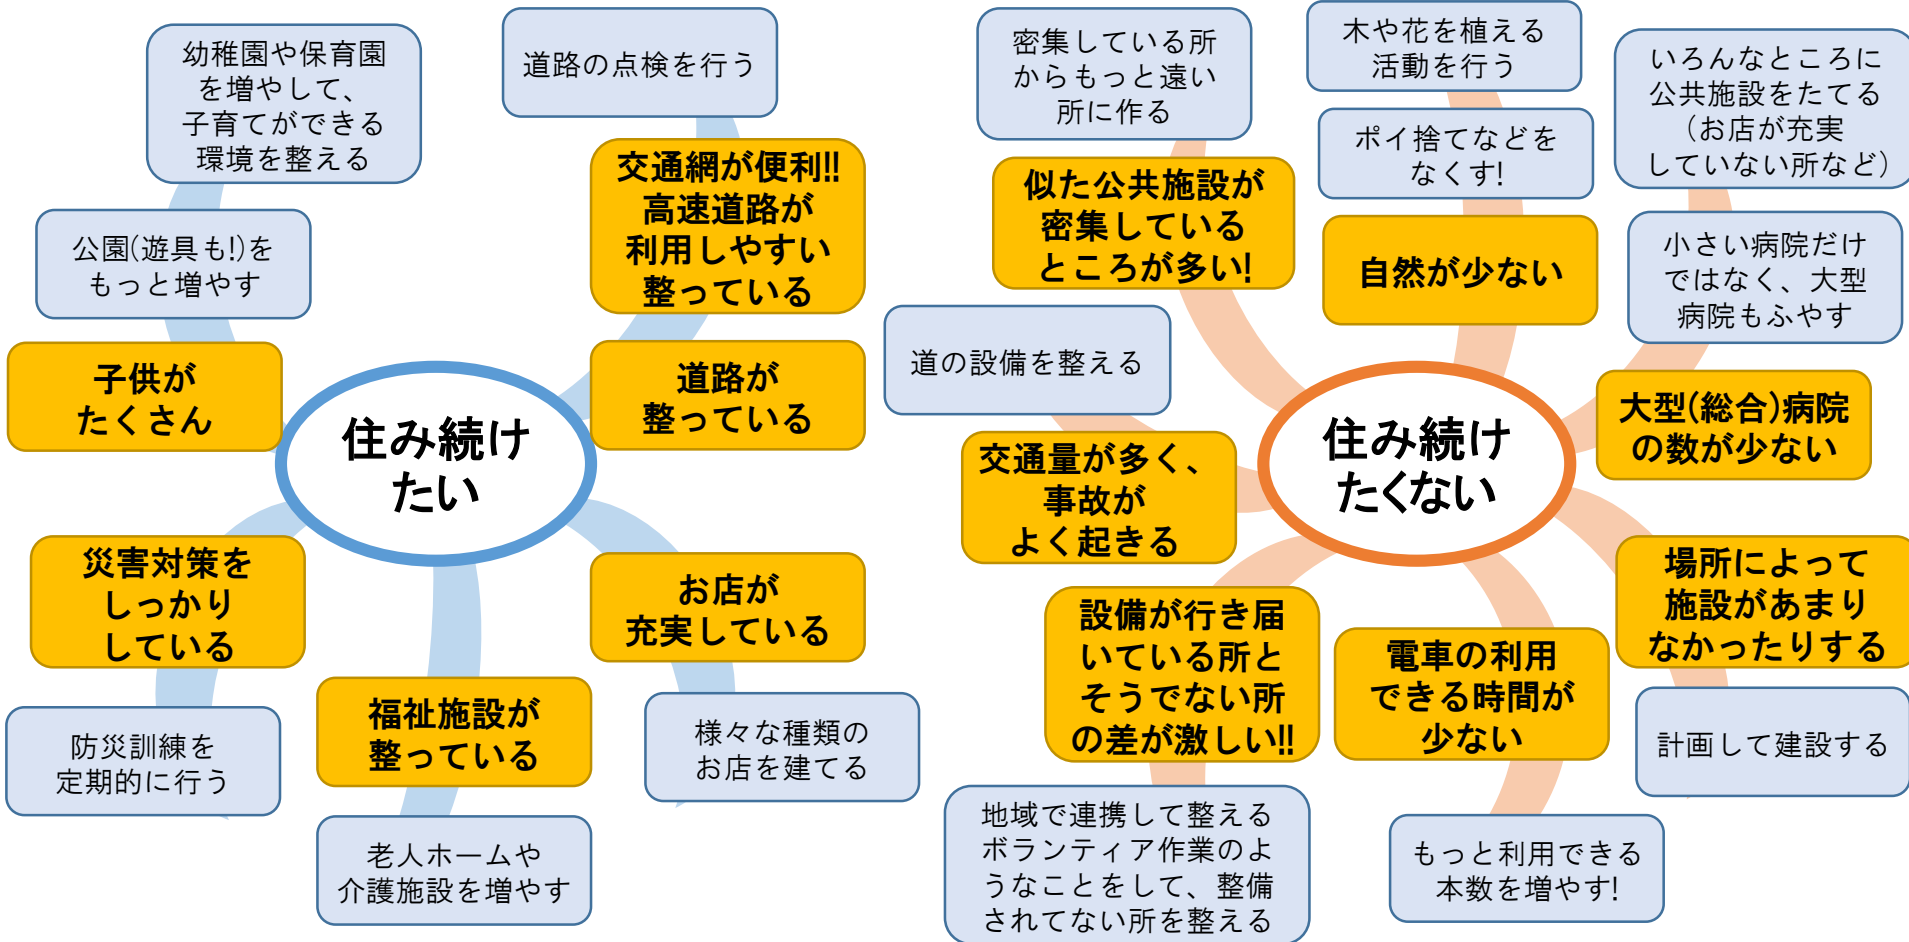 幼稚園や保育園
を増やして、
子育てができる
環境を整える
公園(遊具も!)を
もっと増やす
子供が
たくさん
道路の点検を行う
交通網が便利!!
高速道路が
利用しやすい
整っている
道路が
整っている
住み続け
たい
災害対策を
しっかり
している
防災訓練を
定期的に行う
福祉施設が
整っている
老人ホームや
介護施設を増やす
お店が
充実している
様々な種類の
お店を建てる
密集している所
からもっと遠い
所に作る
似た公共施設が
密集している
ところが多い!
木や花を植える
活動を行う
ポイ捨てなどを
なくす!
自然が少ない
いろんなところに
公共施設をたてる
(お店が充実
していない所など)
小さい病院だけ
ではなく、大型
病院もふやす
大型(総合)病院
の数が少ない
道の設備を整える
交通量が多く、
事故が
よく起きる
住み続け
たくない
設備が行き届
いている所と
そうでない所
の差が激しい!!
地域で連携して整える
ボランティア作業のよ
うなことをして、整備
されてない所を整える
電車の利用
できる時間が
少ない
もっと利用できる
本数を増やす!
場所によって
施設があまり
なかったりする
計画して建設する